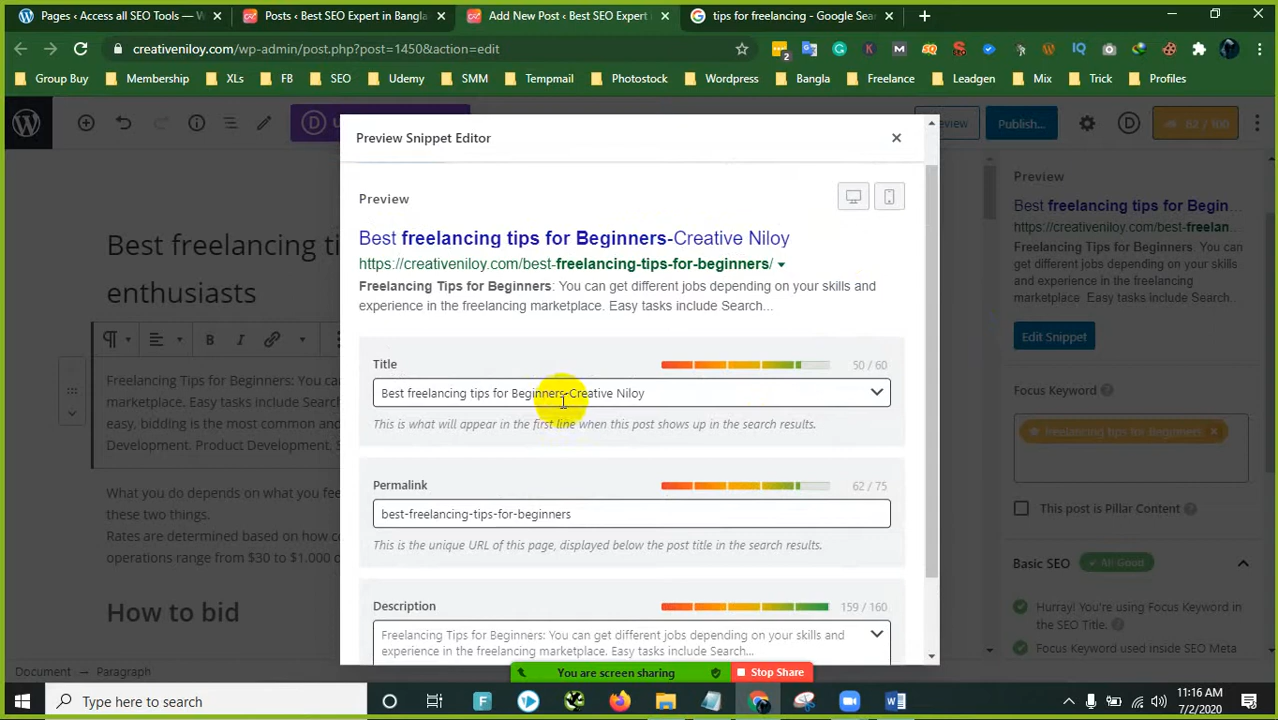 Pages ‹ Access all SEO Tools — W
Posts ‹ Best SEO Expert in Bangla
Add New Post ‹ Best SEO Expert
tips for freelancing - Google Sea
creativeniloy.com/wp-admin/post.php?post=1450&action=edit
Group Buy Membership XLs FB SEO Udemy SMM Tempmail Photostock Wordpress Bangla Freelance Leadgen Mix Trick Profiles
Publish...
62 / 100
Preview Snippet Editor
Preview
Best freelancing tips for Beginners-Creative Niloy
https://creativeniloy.com/best-freelancing-tips-for-beginners/
Freelancing Tips for Beginners: You can get different jobs depending on your skills and
experience in the freelancing marketplace. Easy tasks include Search...
Title
50 / 60
Best freelancing tips for Beginners-Creative Niloy
This is what will appear in the first line when this post shows up in the search results.
Permalink
62 / 75
best-freelancing-tips-for-beginners
This is the unique URL of this page, displayed below the post title in the search results.
Description
159 / 160
Freelancing Tips for Beginners: You can get different jobs depending on your skills and
experience in the freelancing marketplace. Easy tasks include Search...
Best freelancing ti
enthusiasts
Freelancing Tips for Beginners: You ca
marketplace. Easy tasks include Searc
easy, bidding is the most common and
Development. Product Development, S
What you do depends on what you fee
these two things.
Rates are determined based on how co
operations range from $30 to $1.000 o
How to bid
Document → Paragraph
Preview
Best freelancing tips for Begin...
https://creativeniloy.com/best-freelan...
Freelancing Tips for Beginners: You can
get different jobs depending on your skills
and experience in the freelancing
marketplace. Easy tasks include Search...
Edit Snippet
Focus Keyword
freelancing tips for Beginners
This post is Pillar Content
Basic SEO
All Good
Hurray! You're using Focus Keyword in
the SEO Title.
Focus Keyword used inside SEO Meta
You are screen sharing
Stop Share
Type here to search
11:16 AM
7/2/2020